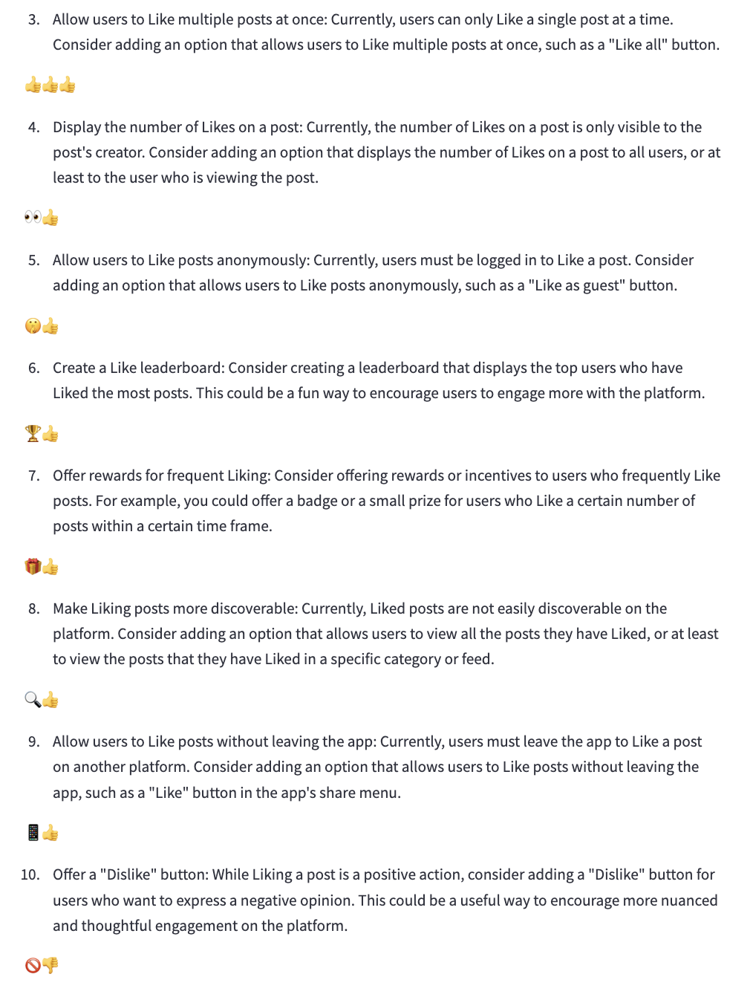 3. Allow users to Like multiple posts at once: Currently, users can only Like a single post at a time.
Consider adding an option that allows users to Like multiple posts at once, such as a "Like all" button.
👍👍👍
4. Display the number of Likes on a post: Currently, the number of Likes on a post is only visible to the
post's creator. Consider adding an option that displays the number of Likes on a post to all users, or at
least to the user who is viewing the post.
👀👍
5. Allow users to Like posts anonymously: Currently, users must be logged in to Like a post. Consider
adding an option that allows users to Like posts anonymously, such as a "Like as guest" button.
🤫👍
6. Create a Like leaderboard: Consider creating a leaderboard that displays the top users who have
Liked the most posts. This could be a fun way to encourage users to engage more with the platform.
🏆👍
7. Offer rewards for frequent Liking: Consider offering rewards or incentives to users who frequently Like
posts. For example, you could offer a badge or a small prize for users who Like a certain number of
posts within a certain time frame.
🎁👍
8. Make Liking posts more discoverable: Currently, Liked posts are not easily discoverable on the
platform. Consider adding an option that allows users to view all the posts they have Liked, or at least
to view the posts that they have Liked in a specific category or feed.
🔍👍
9. Allow users to Like posts without leaving the app: Currently, users must leave the app to Like a post
on another platform. Consider adding an option that allows users to Like posts without leaving the
app, such as a "Like" button in the app's share menu.
📱👍
10. Offer a "Dislike" button: While Liking a post is a positive action, consider adding a "Dislike" button for
users who want to express a negative opinion. This could be a useful way to encourage more nuanced
and thoughtful engagement on the platform.
🚫👎